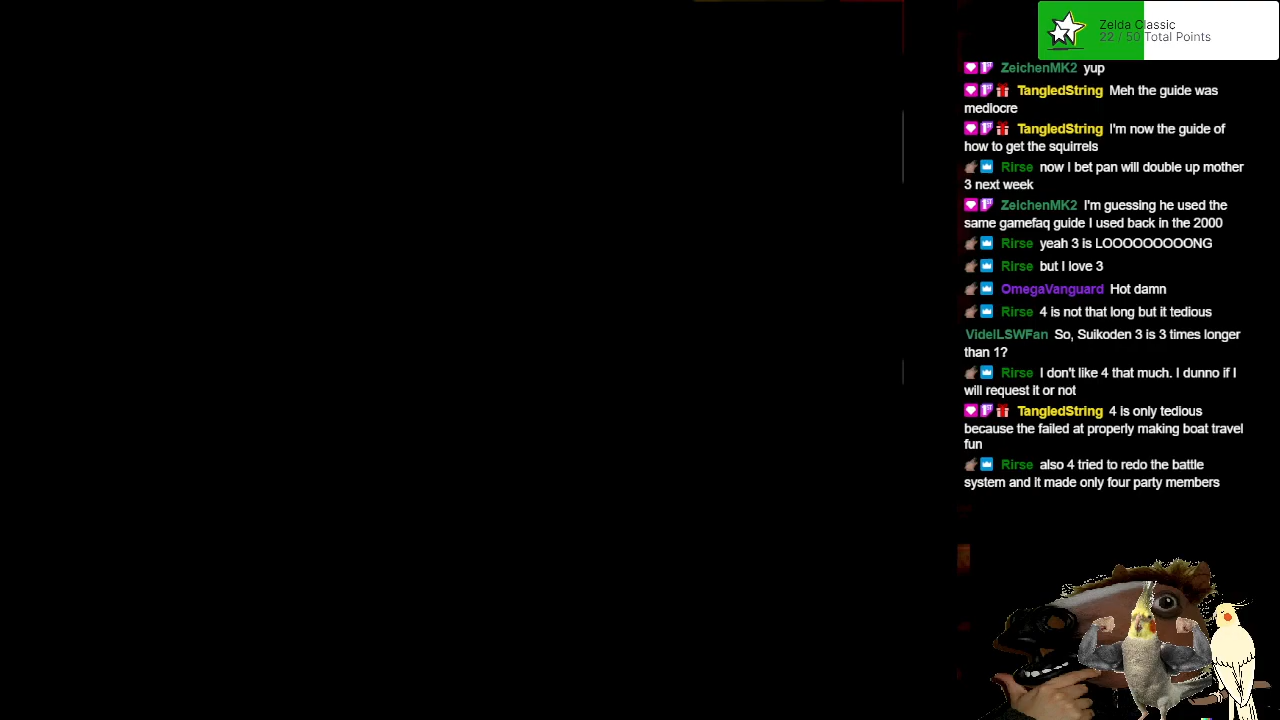 Zelda Classic
22 / 50 Total Points
ZeichenMK2 yup
TangledString Meh the guide was
mediocre
TangledString I'm now the guide of
how to get the squirrels
Rirse now I bet pan will double up mother
3 next week
ZeichenMK2 I'm guessing he used the
same gamefaq guide I used back in the 2000
Rirse yeah 3 is LOOOOOOOOONG
Rirse but I love 3
OmegaVanguard Hot damn
Rirse 4 is not that long but it tedious
VidelLSWFan So, Suikoden 3 is 3 times longer
than 1?
Rirse I don't like 4 that much. I dunno if I
will request it or not
TangledString 4 is only tedious
because the failed at properly making boat travel
fun
Rirse also 4 tried to redo the battle
system and it made only four party members